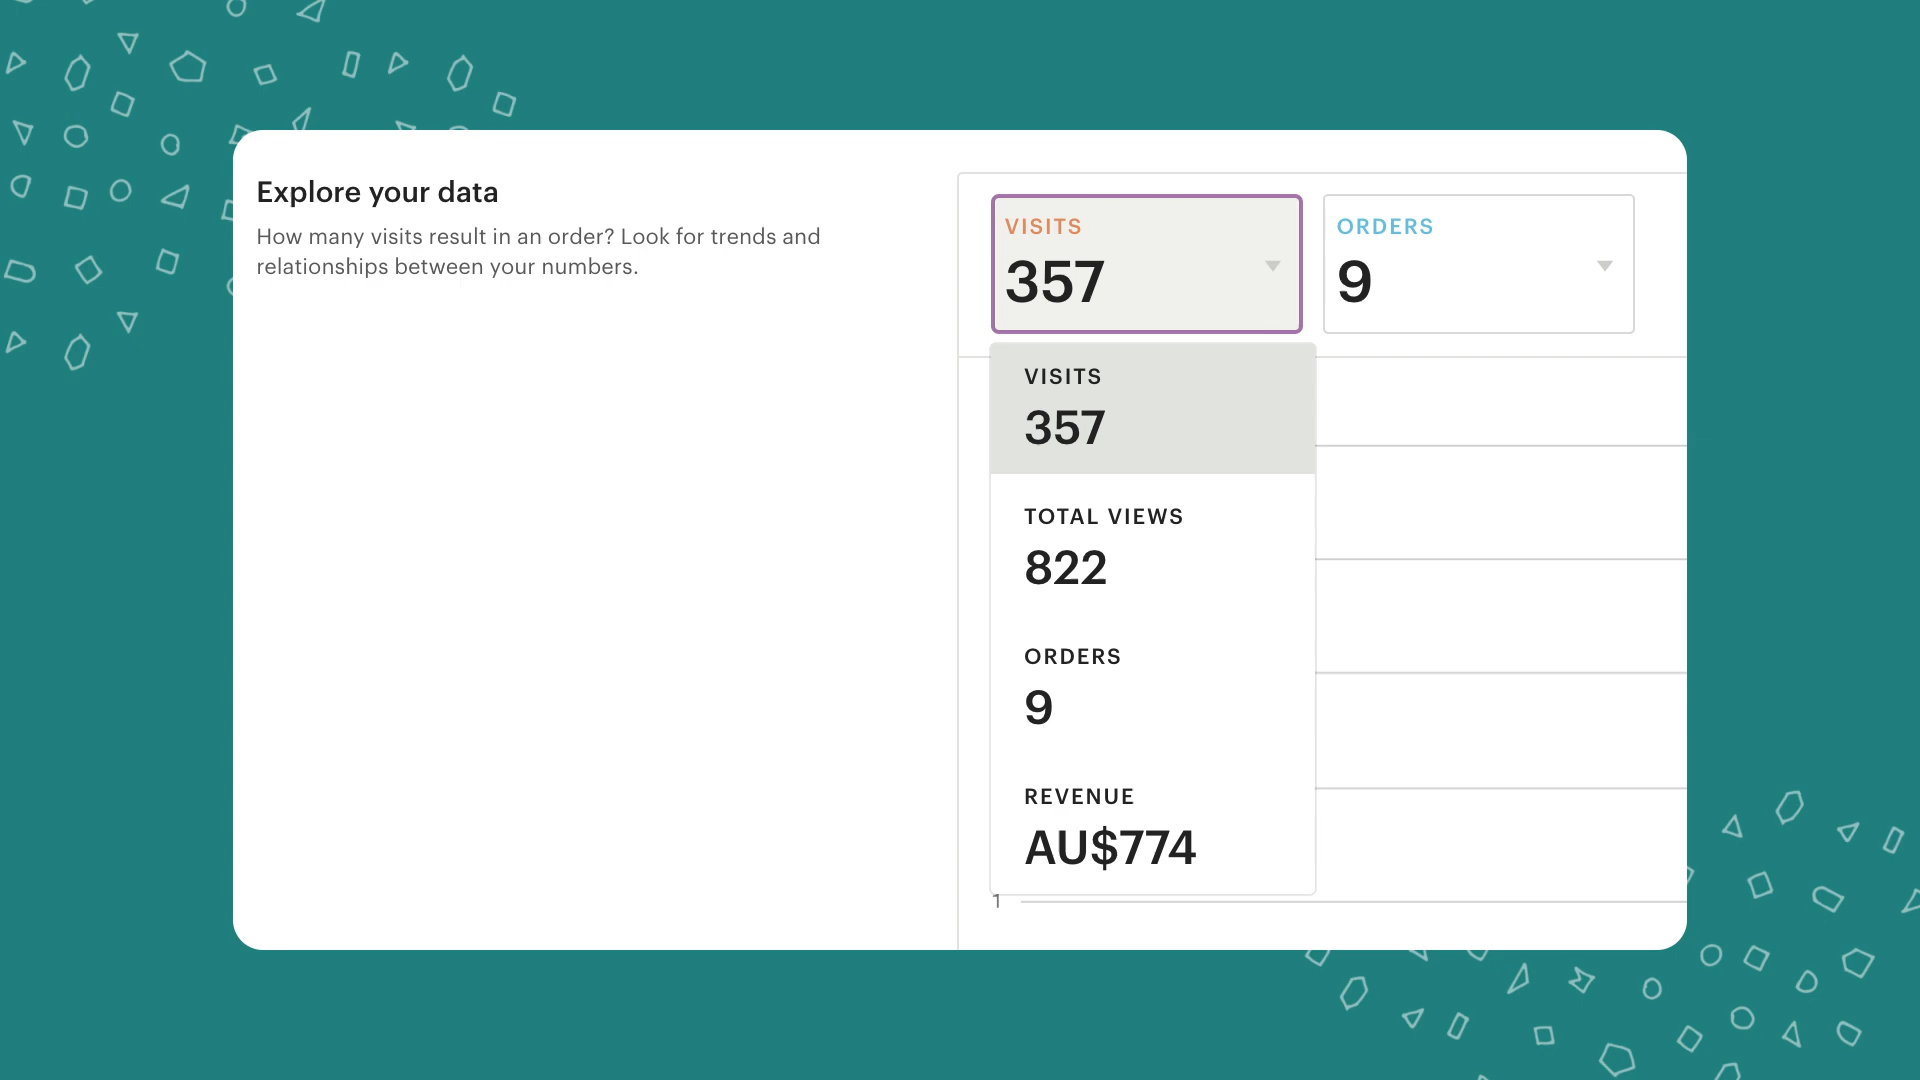 Explore your data
How many visits result in an order? Look for trends and
relationships between your numbers.
VISITS
357
ORDERS
9
VISITS
357
TOTAL VIEWS
822
ORDERS
9
REVENUE
AU$774
1